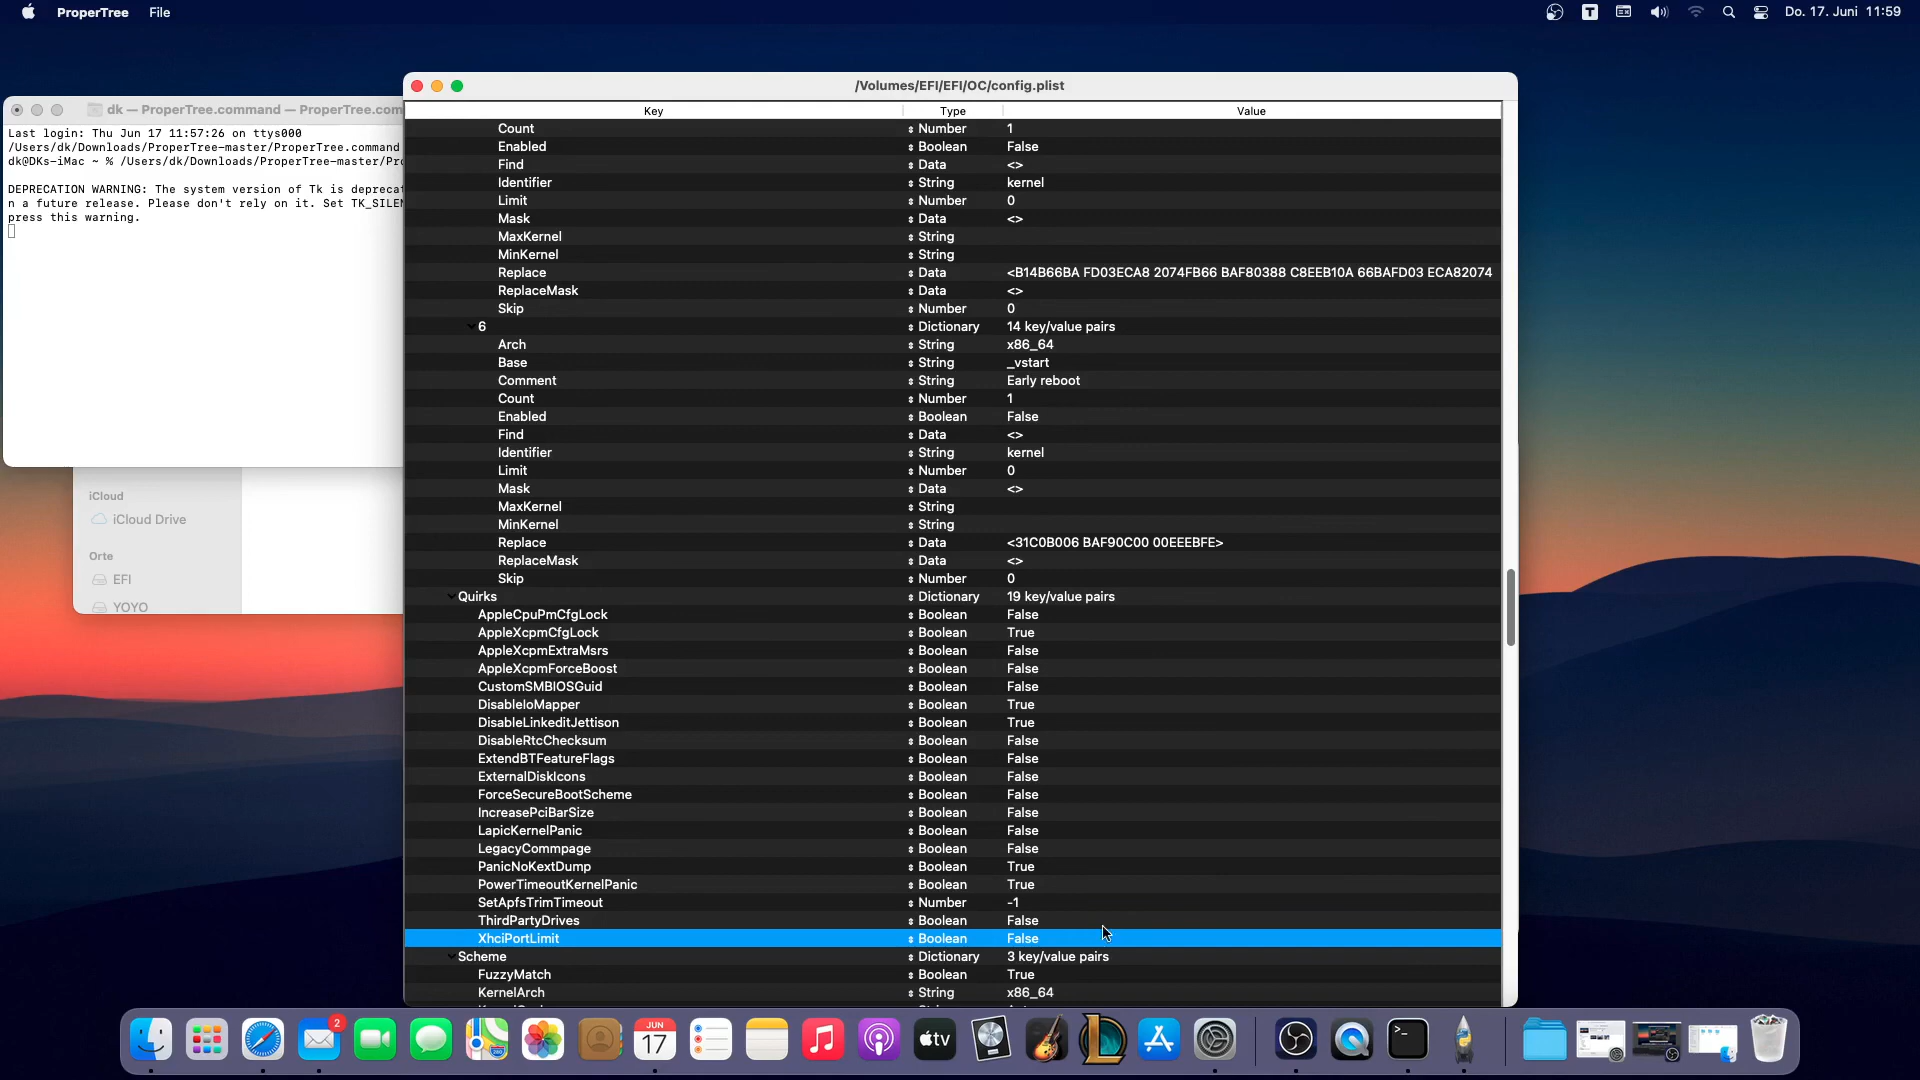 ProperTree File
Do. 17. Juni 11:59
dk — ProperTree.command — ProperTree.com
Last login: Thu Jun 17 11:57:26 on ttys000
/Users/dk/Downloads/ProperTree-master/ProperTree.command
dk@DKs-iMac ~ % /Users/dk/Downloads/ProperTree-master/Pr
DEPRECATION WARNING: The system version of Tk is depreca
n a future release. Please don't rely on it. Set TK_SILE
press this warning.
iCloud
iCloud Drive
Orte
EFI
YOYO
/Volumes/EFI/EFI/OC/config.plist
Key Type Value
Count Number 1
Enabled Boolean False
Find Data <>
Identifier String kernel
Limit Number 0
Mask Data <>
MaxKernel String
MinKernel String
Replace Data <B14B66BA FD03ECA8 2074FB66 BAF80388 C8EEB10A 66BAFD03 ECA82074
ReplaceMask Data <>
Skip Number 0
6 Dictionary 14 key/value pairs
Arch String x86_64
Base String _vstart
Comment String Early reboot
Count Number 1
Enabled Boolean False
Find Data <>
Identifier String kernel
Limit Number 0
Mask Data <>
MaxKernel String
MinKernel String
Replace Data <31C0B006 BAF90C00 00EEEBFE>
ReplaceMask Data <>
Skip Number 0
Quirks Dictionary 19 key/value pairs
AppleCpuPmCfgLock Boolean False
AppleXcpmCfgLock Boolean True
AppleXcpmExtraMsrs Boolean False
AppleXcpmForceBoost Boolean False
CustomSMBIOSGuid Boolean False
DisableIoMapper Boolean True
DisableLinkeditJettison Boolean True
DisableRtcChecksum Boolean False
ExtendBTFeatureFlags Boolean False
ExternalDiskIcons Boolean False
ForceSecureBootScheme Boolean False
IncreasePciBarSize Boolean False
LapicKernelPanic Boolean False
LegacyCommpage Boolean False
PanicNoKextDump Boolean True
PowerTimeoutKernelPanic Boolean True
SetApfsTrimTimeout Number -1
ThirdPartyDrives Boolean False
XhciPortLimit Boolean False
Scheme Dictionary 3 key/value pairs
FuzzyMatch Boolean True
KernelArch String x86_64
2
JUN
17
tv